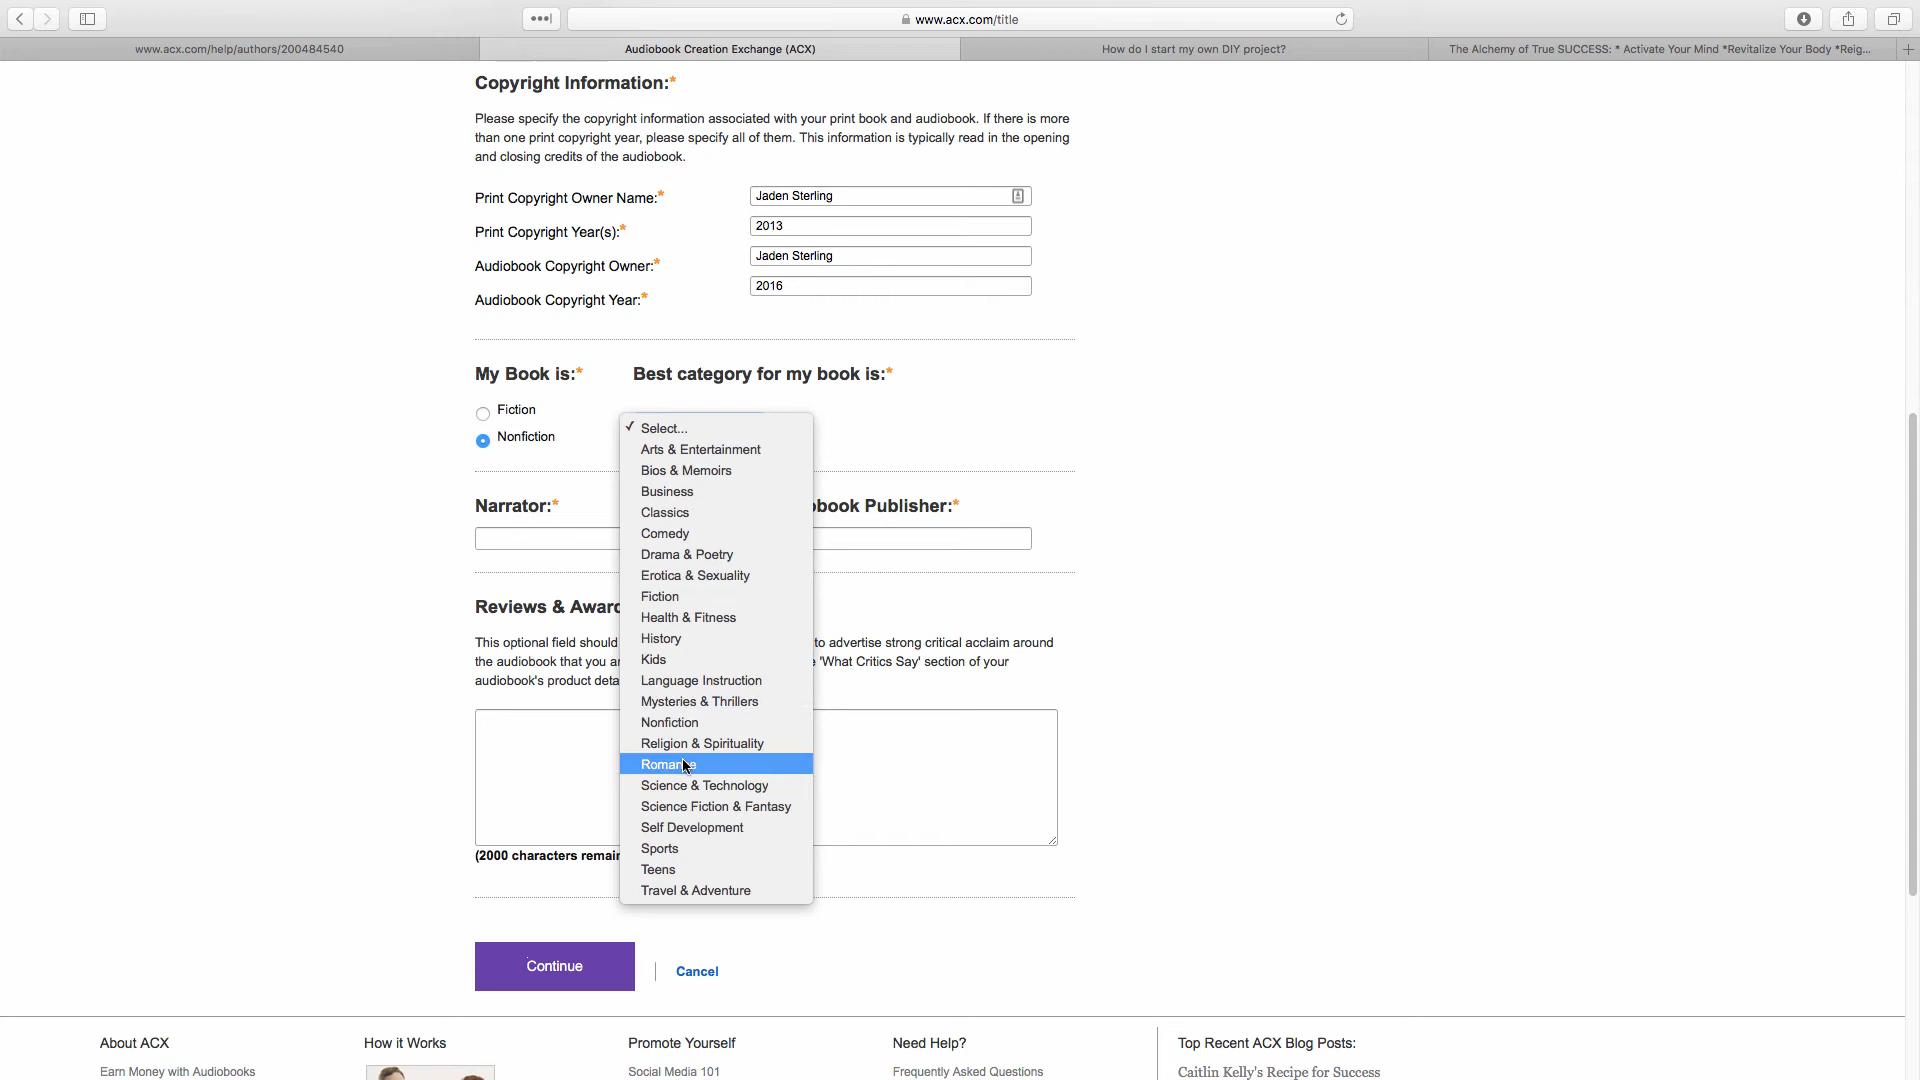 www.acx.com/title
www.acx.com/help/authors/200484540
Audiobook Creation Exchange (ACX)
How do I start my own DIY project?
The Alchemy of True SUCCESS: * Activate Your Mind *Revitalize Your Body *Reig...
Copyright Information:*
Please specify the copyright information associated with your print book and audiobook. If there is more
than one print copyright year, please specify all of them. This information is typically read in the opening
and closing credits of the audiobook.
Print Copyright Owner Name:* Jaden Sterling
Print Copyright Year(s):* 2013
Audiobook Copyright Owner:* Jaden Sterling
Audiobook Copyright Year:* 2016
My Book is:* Best category for my book is:*
Fiction
Nonfiction
✓ Select...
Arts & Entertainment
Bios & Memoirs
Business
Classics
Comedy
Drama & Poetry
Erotica & Sexuality
Fiction
Health & Fitness
History
Kids
Language Instruction
Mysteries & Thrillers
Nonfiction
Religion & Spirituality
Romance
Science & Technology
Science Fiction & Fantasy
Self Development
Sports
Teens
Travel & Adventure
Narrator:* obook Publisher:*
Reviews & Award
This optional field should to advertise strong critical acclaim around
the audiobook that you 'What Critics Say' section of your
audiobook's product deta
(2000 characters remain
Continue
Cancel
About ACX
How it Works
Promote Yourself
Need Help?
Top Recent ACX Blog Posts:
Earn Money with Audiobooks
Social Media 101
Frequently Asked Questions
Caitlin Kelly's Recipe for Success